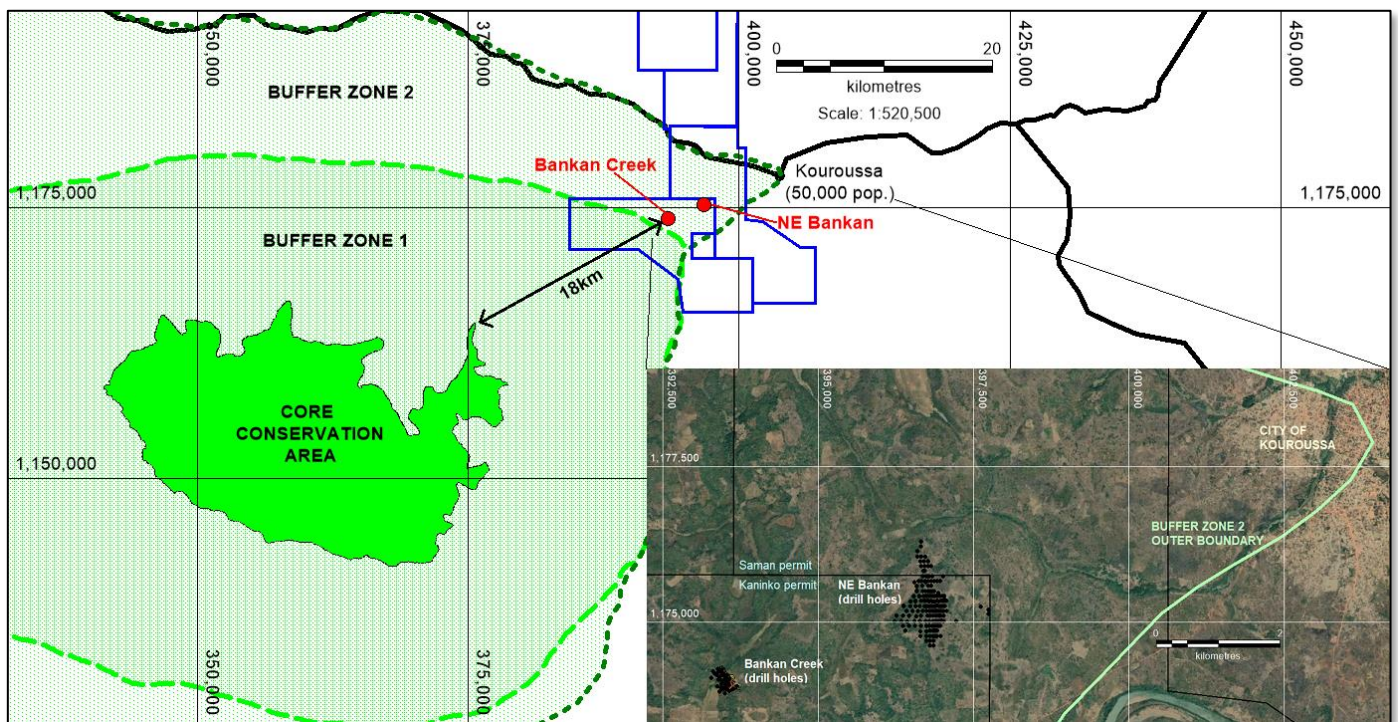 350,000
375,000
400,000
425,000
450,000
0
20
kilometres
Scale: 1:520,500
BUFFER ZONE 2
Bankan Creek
Kouroussa
(50,000 pop.)
1,175,000
1,175,000
NE Bankan
BUFFER ZONE 1
18km
CORE
CONSERVATION
AREA
1,150,000
350,000
375,000
392,500
395,000
397,500
400,000
CITY OF
KOUROUSSA
1,177,500
BUFFER ZONE 2
OUTER BOUNDARY
Saman permit
Kaninko permit
NE Bankan
(drill holes)
1,175,000
0
kilometres
Bankan Creek
(drill holes)